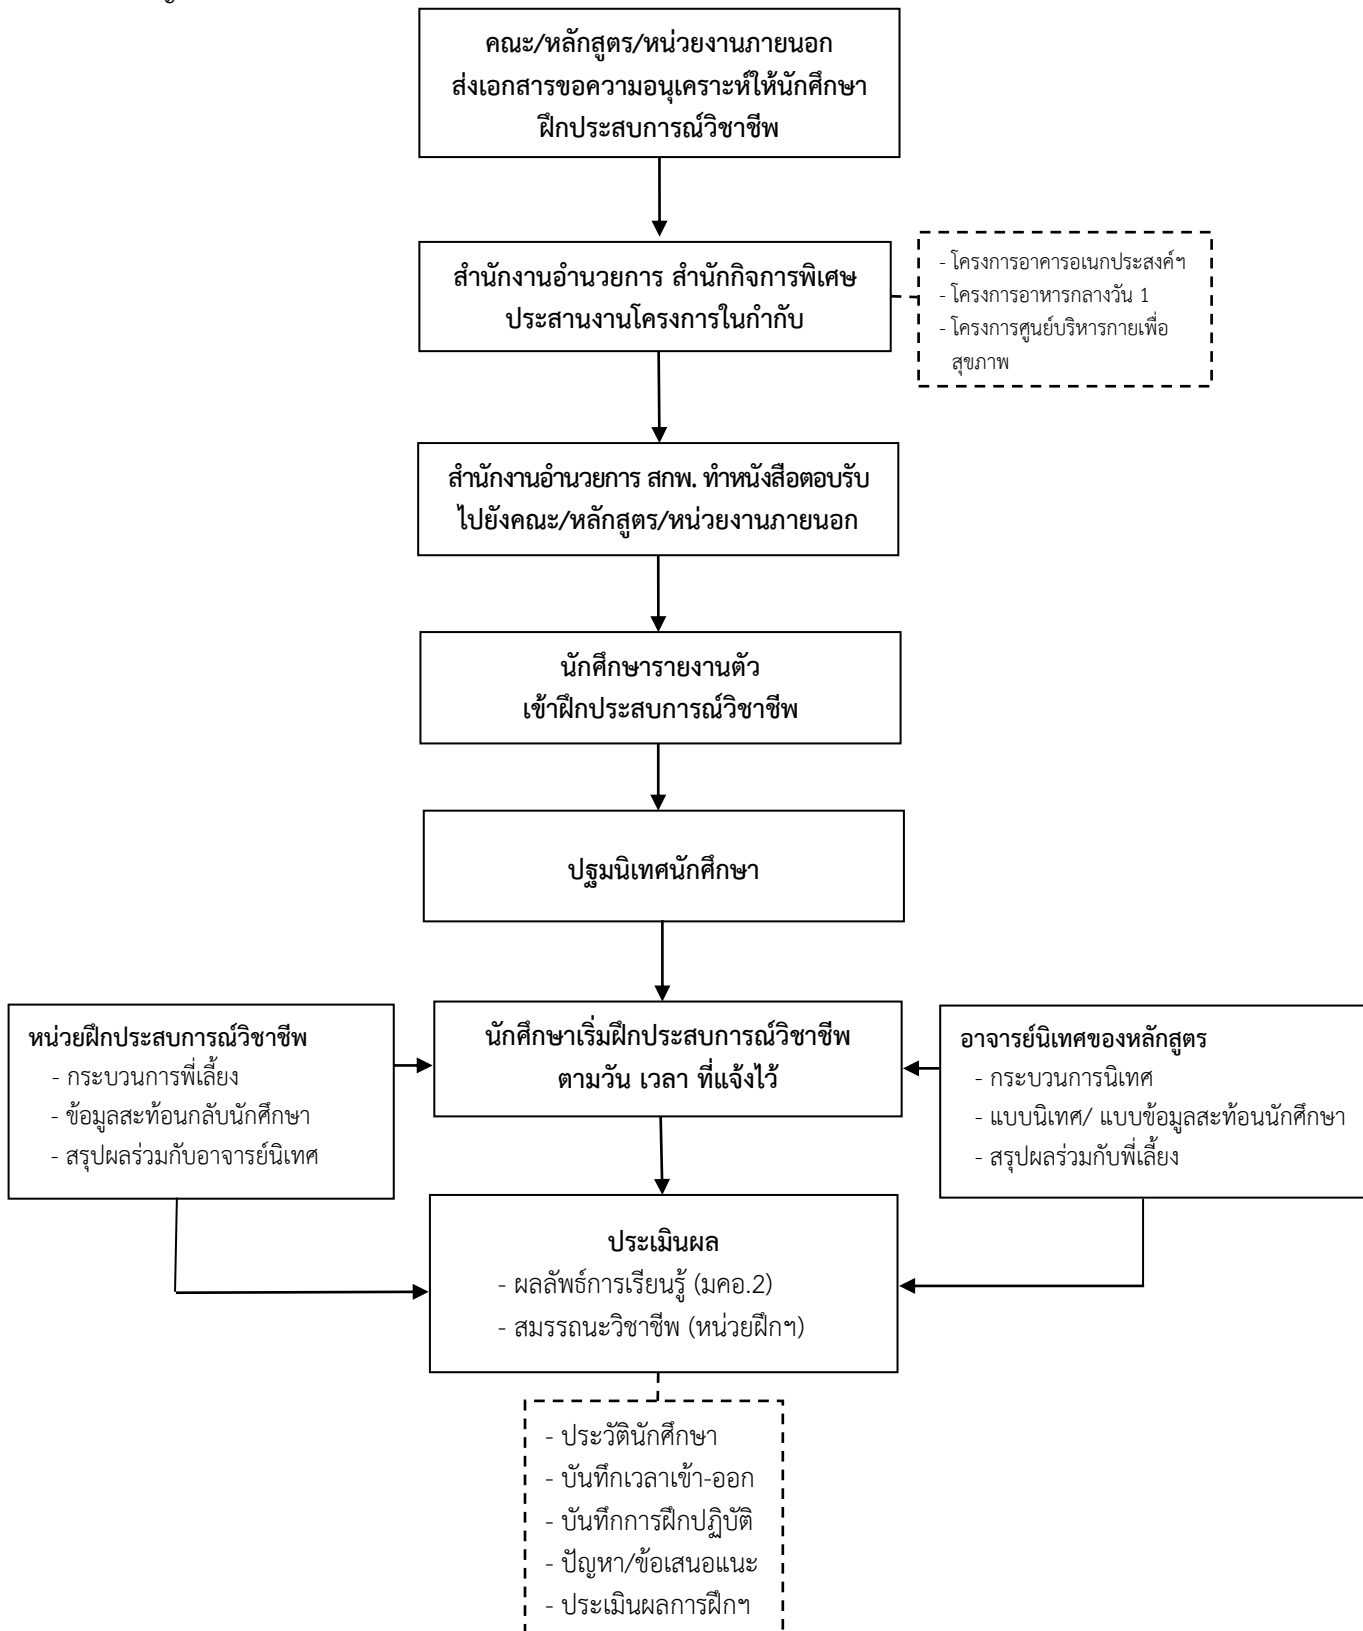 คณะ/หลักสูตร/หน่วยงานภายนอก
ส่งเอกสารขอความอนุเคราะห์ให้นักศึกษา
ฝึกประสบการณ์วิชาชีพ
สำนักงานอำนวยการ สำนักกิจการพิเศษ
ประสานงานโครงการในกำกับ
- โครงการอาคารอเนกประสงค์ฯ
- โครงการอาหารกลางวัน 1
- โครงการศูนย์บริหารกายเพื่อ
สุขภาพ
สำนักงานอำนวยการ สกพ. ทำหนังสือตอบรับ
ไปยังคณะ/หลักสูตร/หน่วยงานภายนอก
นักศึกษารายงานตัว
เข้าฝึกประสบการณ์วิชาชีพ
ปฐมนิเทศนักศึกษา
หน่วยฝึกประสบการณ์วิชาชีพ
- กระบวนการพี่เลี้ยง
- ข้อมูลสะท้อนกลับนักศึกษา
- สรุปผลร่วมกับอาจารย์นิเทศ
นักศึกษาเริ่มฝึกประสบการณ์วิชาชีพ
ตามวัน เวลา ที่แจ้งไว้
อาจารย์นิเทศของหลักสูตร
- กระบวนการนิเทศ
- แบบนิเทศ/ แบบข้อมูลสะท้อนนักศึกษา
- สรุปผลร่วมกับพี่เลี้ยง
ประเมินผล
- ผลลัพธ์การเรียนรู้ (มคอ.2)
- สมรรถนะวิชาชีพ (หน่วยฝึกฯ)
- ประวัตินักศึกษา
- บันทึกเวลาเข้า-ออก
- บันทึกการฝึกปฏิบัติ
- ปัญหา/ข้อเสนอแนะ
- ประเมินผลการฝึกฯ